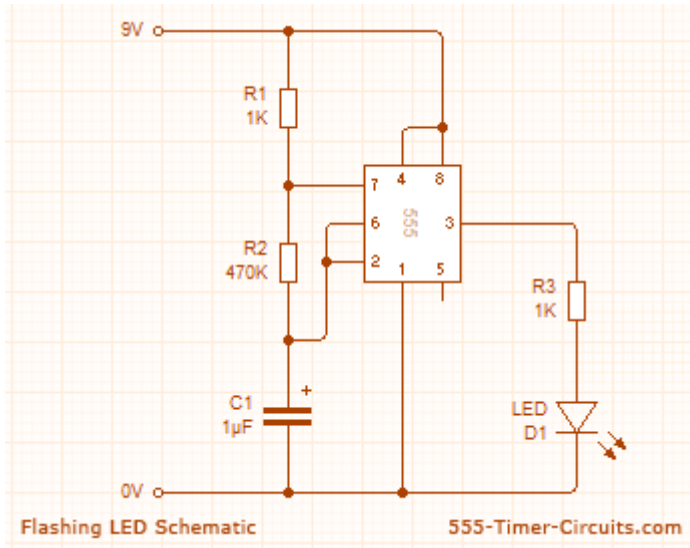 9V
R1
1K
7
4
8
6
555
3
R2
470K
2
1
5
R3
1K
+
C1
1µF
LED
D1
0V
Flashing LED Schematic
555-Timer-Circuits.com